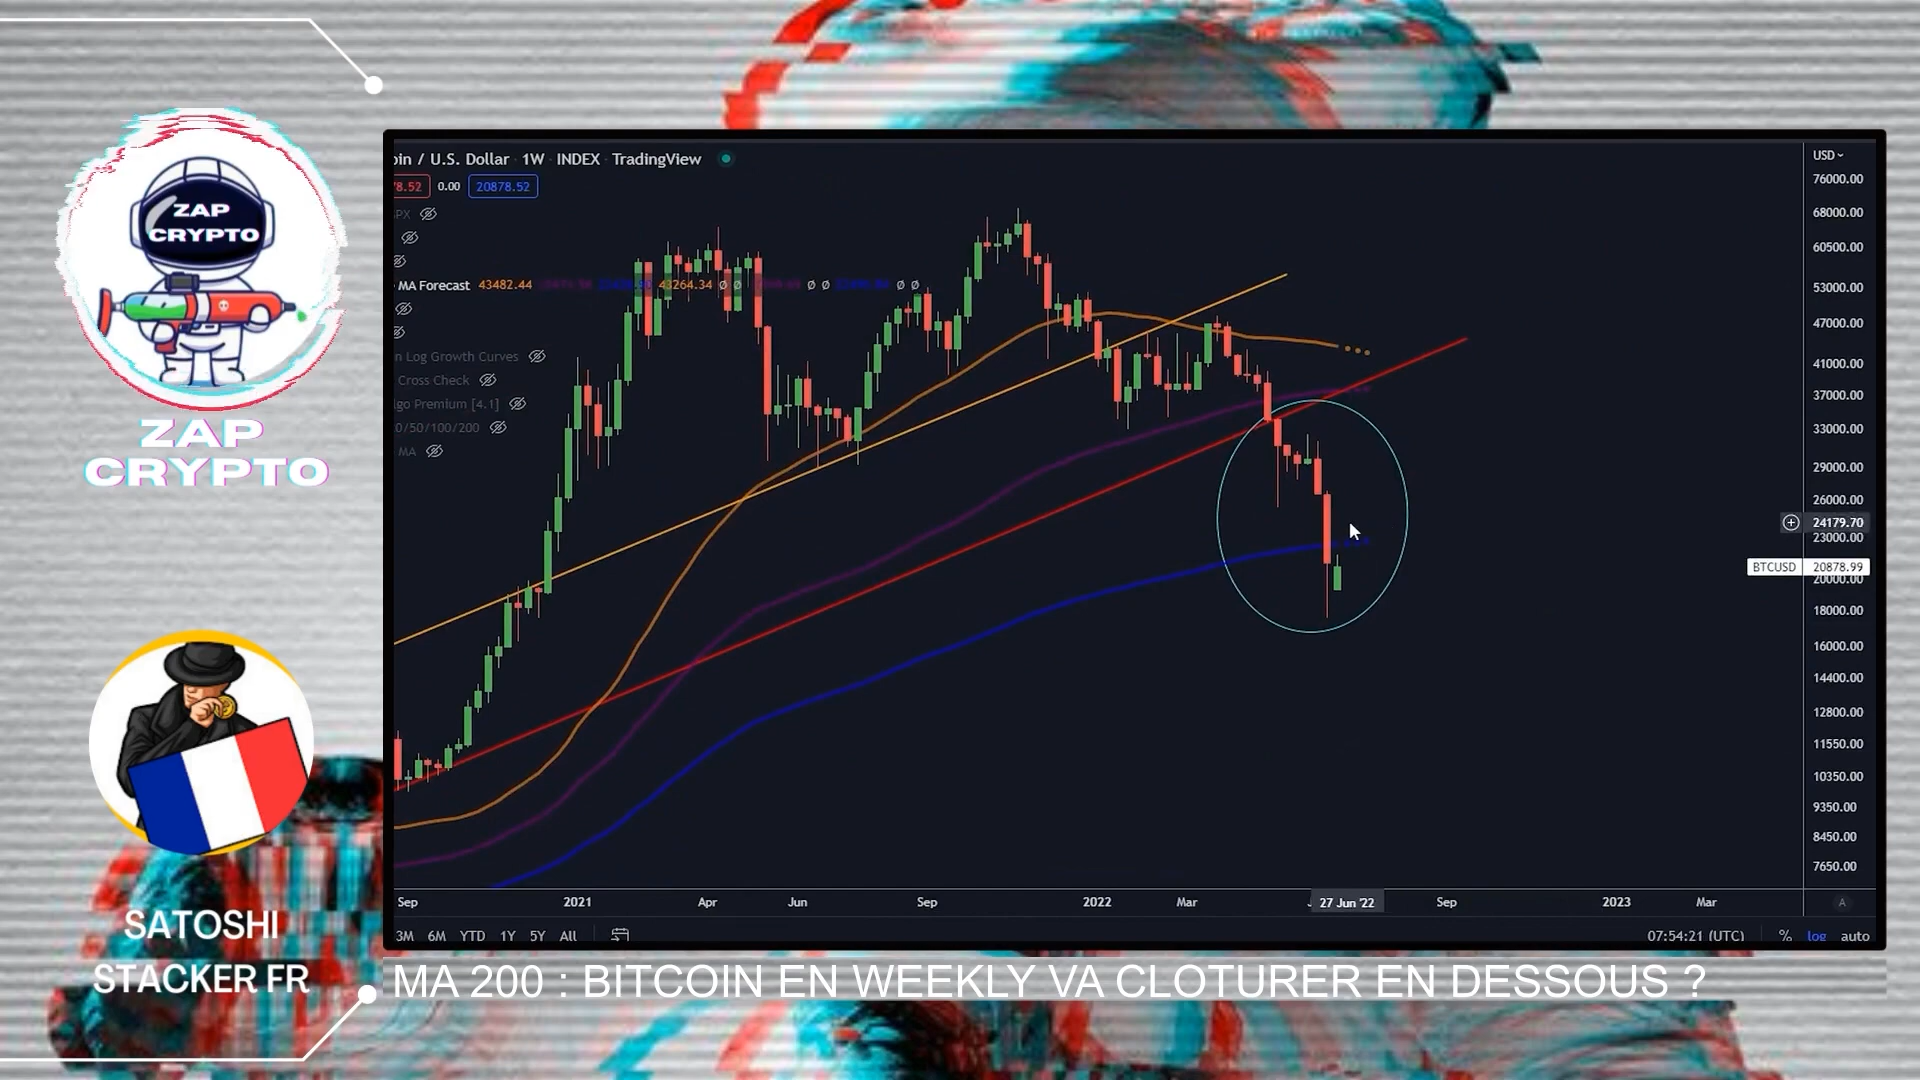 ZAP
CRYPTO
ZAP
CRYPTO
SATOSHI
STACKER FR
oin / U.S. Dollar · 1W · INDEX · TradingView
78.52 0.00 20878.52
SPX
MA Forecast 43482.44 43264.34 Ø Ø Ø Ø Ø Ø
n Log Growth Curves
Cross Check
lgo Premium [4.1]
0/50/100/200
MA
USD
76000.00
68000.00
60500.00
53000.00
47000.00
41000.00
37000.00
33000.00
29000.00
26000.00
24179.70
23000.00
BTCUSD 20878.99
20000.00
18000.00
16000.00
14400.00
12800.00
11550.00
10350.00
9350.00
8450.00
7650.00
Sep 2021 Apr Jun Sep 2022 Mar 27 Jun '22 Sep 2023 Mar A
3M 6M YTD 1Y 5Y All 07:54:21 (UTC) % log auto
MA 200 : BITCOIN EN WEEKLY VA CLOTURER EN DESSOUS ?